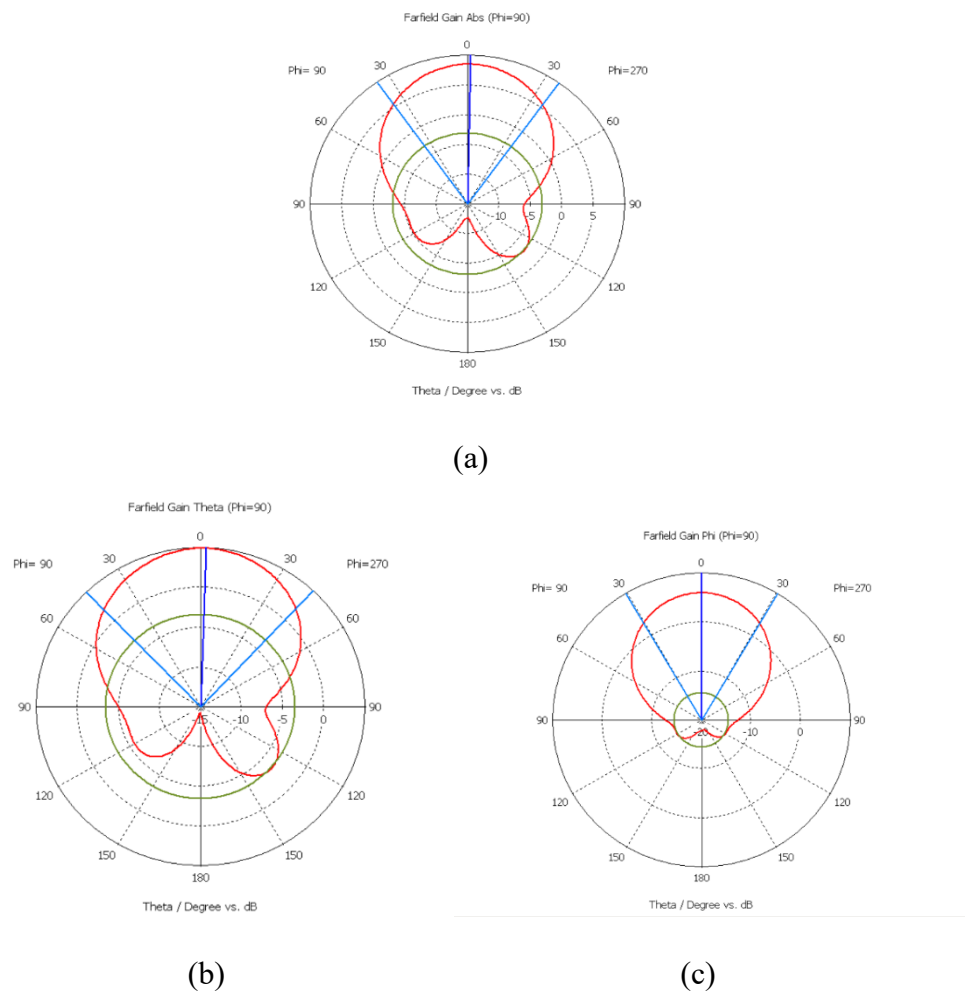 Farfield Gain Abs (Phi=90)
0
Phi= 90 30 30 Phi=270
60 60
90 -10 -5 0 5 90
120 120
150 150
180
Theta / Degree vs. dB
(a)
Farfield Gain Theta (Phi=90)
0
Phi= 90 30 30 Phi=270
60 60
90 -15 -10 -5 0 90
120 120
150 150
180
Theta / Degree vs. dB
(b)
Farfield Gain Phi (Phi=90)
0
Phi= 90 30 30 Phi=270
60 60
90 -20 -10 0 90
120 120
150 150
180
Theta / Degree vs. dB
(c)